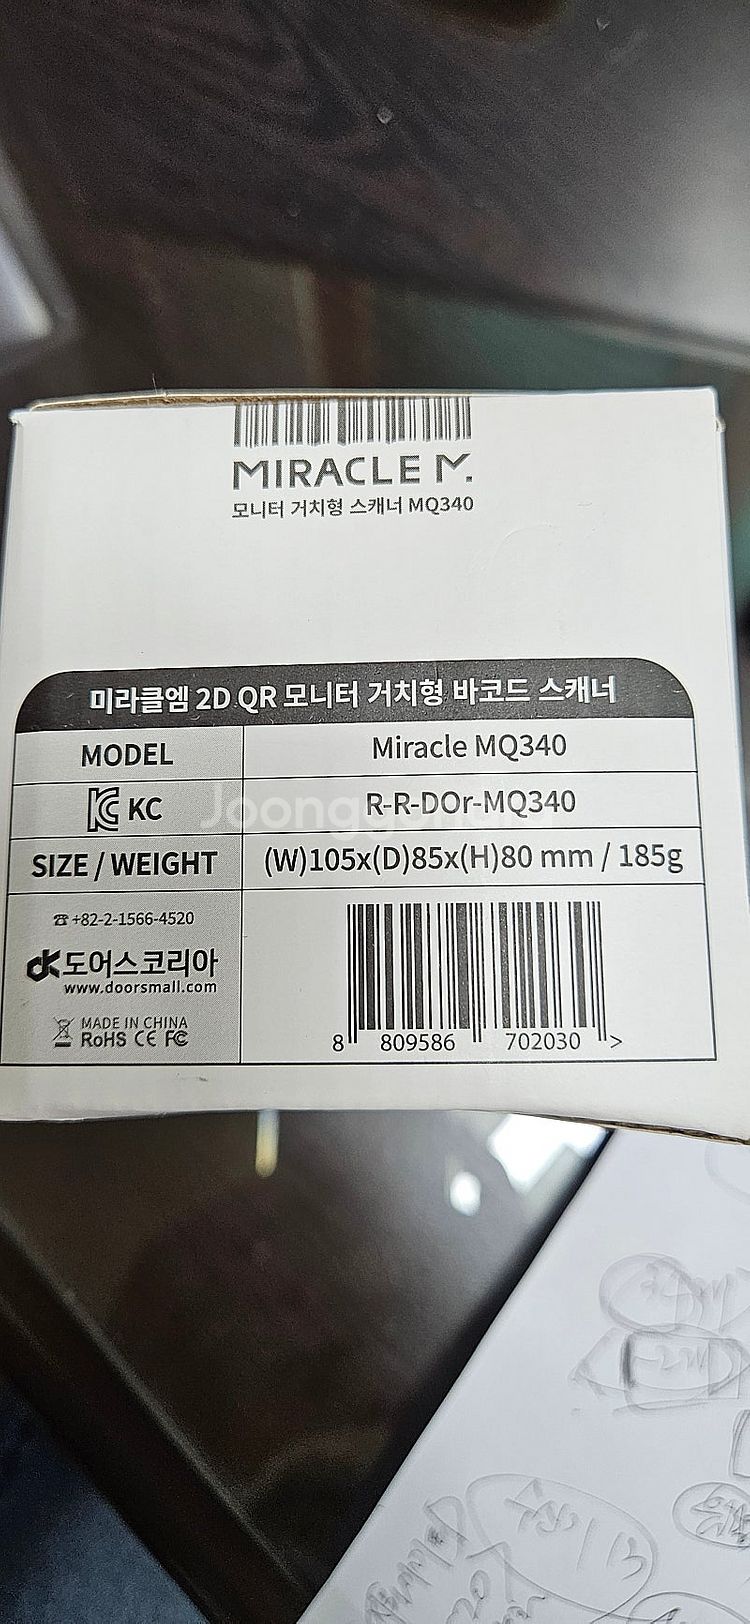 MIRACLE M.
모니터 거치형 스캐너 MQ340
미라클엠 2D QR 모니터 거치형 바코드 스캐너
MODEL
Miracle MQ340
KC
R-R-DOr-MQ340
Joongg
SIZE / WEIGHT
(W)105x(D)85x(H)80 mm / 185g
☎ +82-2-1566-4520
dk 도어스코리아
www.doorsmall.com
MADE IN CHINA
RoHS CE FC
8 809586 702030 >